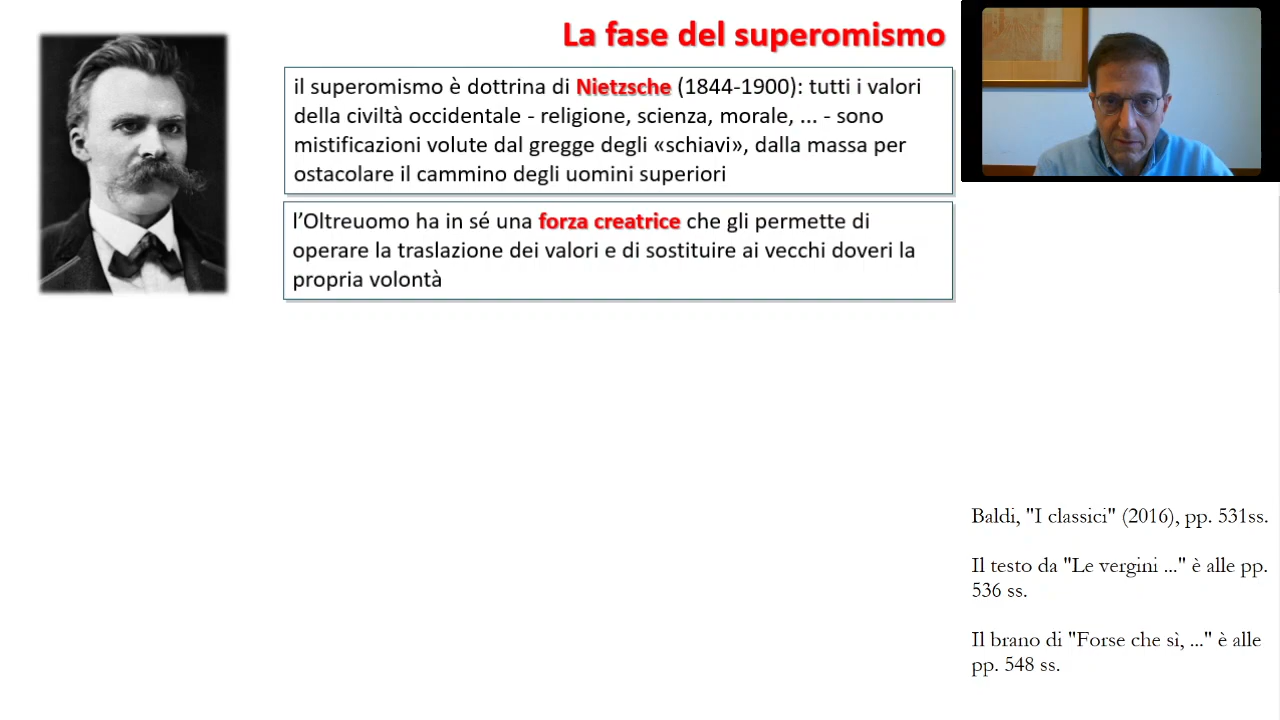 La fase del superomismo
il superomismo è dottrina di Nietzsche (1844-1900): tutti i valori
della civiltà occidentale - religione, scienza, morale, ... - sono
mistificazioni volute dal gregge degli «schiavi», dalla massa per
ostacolare il cammino degli uomini superiori
l’Oltreuomo ha in sé una forza creatrice che gli permette di
operare la traslazione dei valori e di sostituire ai vecchi doveri la
propria volontà
Baldi, "I classici" (2016), pp. 531ss.
Il testo da "Le vergini ..." è alle pp.
536 ss.
Il brano di "Forse che sì, ..." è alle
pp. 548 ss.